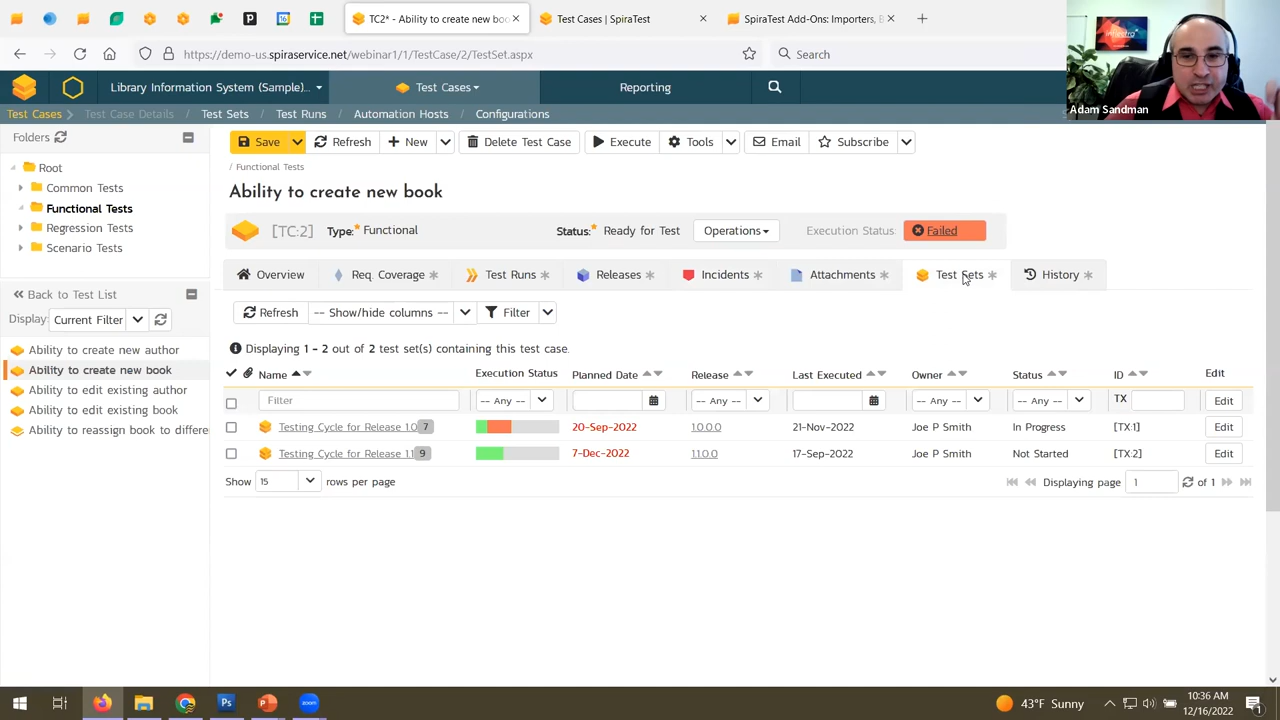 TC2* - Ability to create new boo
Test Cases | SpiraTest
SpiraTest Add-Ons: Importers, B
https://demo-us.spiraservice.net/webinar
TestCase/2/TestSet.aspx
Search
inflectra
Adam Sandman
Library Information System (Sample)...
Test Cases
Reporting
Test Cases / Test Case Details / Test Sets / Test Runs / Automation Hosts / Configurations
Folders
Root
Common Tests
Functional Tests
Regression Tests
Scenario Tests
Back to Test List
Display: Current Filter
Ability to create new author
Ability to create new book
Ability to edit existing author
Ability to edit existing book
Ability to reassign book to differe
Save
Refresh
New
Delete Test Case
Execute
Tools
Email
Subscribe
/ Functional Tests
Ability to create new book
[TC:2] Type:* Functional Status:* Ready for Test Operations Execution Status: Failed
Overview Req. Coverage * Test Runs * Releases * Incidents * Attachments * Test Sets * History *
Refresh -- Show/hide columns -- Filter
Displaying 1 - 2 out of 2 test set(s) containing this test case.
Name Execution Status Planned Date Release Last Executed Owner Status ID Edit
Filter -- Any -- -- Any -- -- Any -- -- Any -- TX Edit
Testing Cycle for Release 1.0 7 20-Sep-2022 1.0.0.0 21-Nov-2022 Joe P Smith In Progress [TX:1] Edit
Testing Cycle for Release 1.1 9 7-Dec-2022 1.1.0.0 17-Sep-2022 Joe P Smith Not Started [TX:2] Edit
Show 15 rows per page Displaying page 1 of 1
43°F Sunny
10:36 AM
12/16/2022